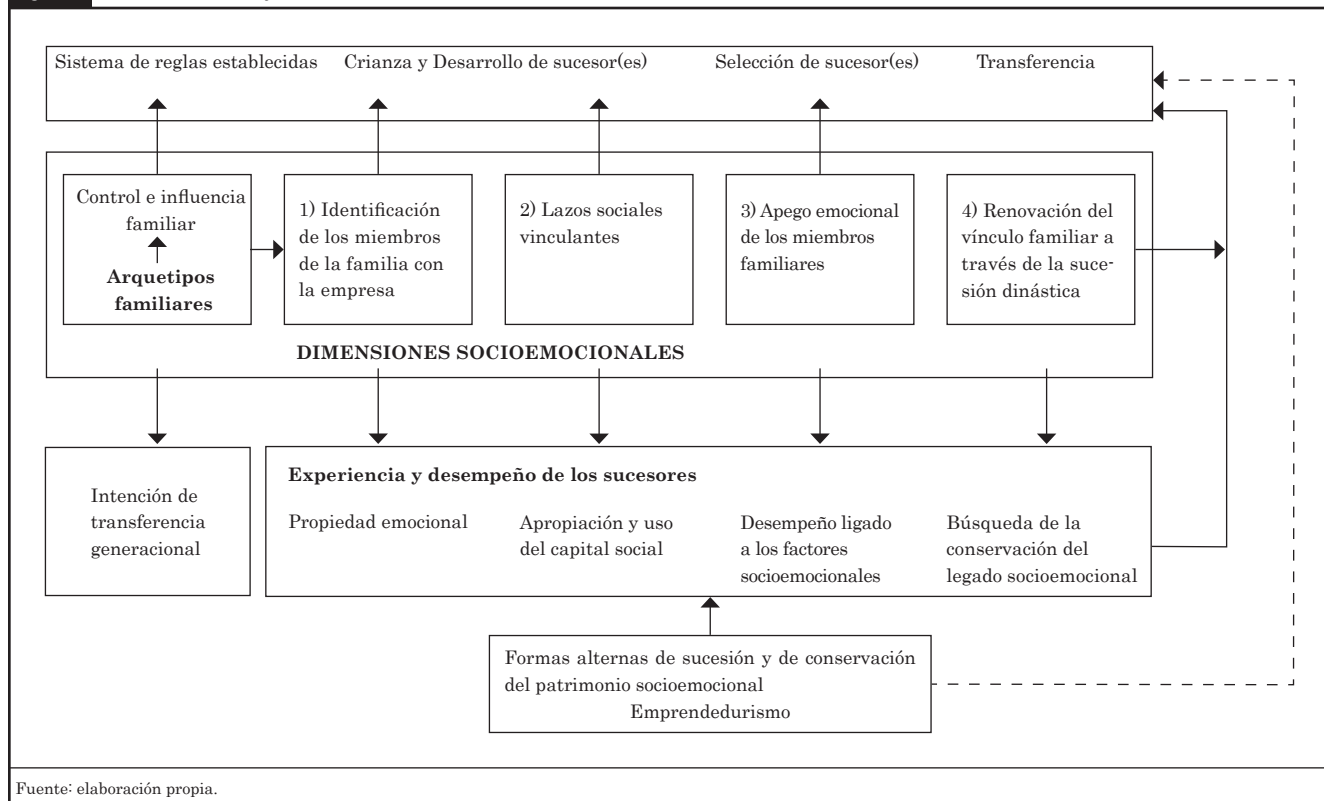 Sistema de reglas establecidas
Crianza y Desarrollo de sucesor(es)
Selección de sucesor(es)
Transferencia
Control e influencia
familiar
Arquetipos
familiares
1) Identificación
de los miembros
de la familia con
la empresa
2) Lazos sociales
vinculantes
3) Apego emocional
de los miembros
familiares
4) Renovación del
vínculo familiar a
través de la suce-
sión dinástica
DIMENSIONES SOCIOEMOCIONALES
Intención de
transferencia
generacional
Experiencia y desempeño de los sucesores
Propiedad emocional
Apropiación y uso
del capital social
Desempeño ligado
a los factores
socioemocionales
Búsqueda de la
conservación del
legado socioemocional
Formas alternas de sucesión y de conservación
del patrimonio socioemocional
Emprendedurismo
Fuente: elaboración propia.